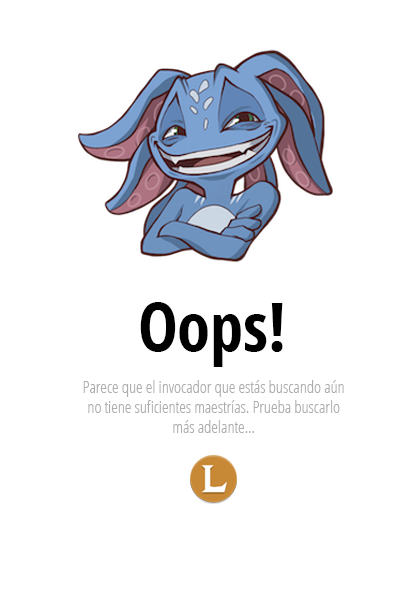 Oops!
Parece que el invocador que estás buscando aún
no tiene suficientes maestrías. Prueba buscarlo
más adelante...
L